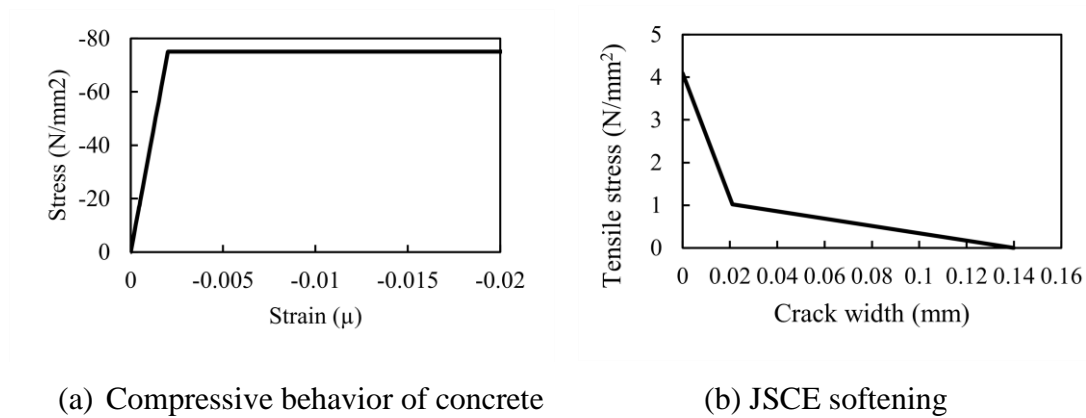 -80
-60
-40
-20
0
Stress (N/mm2)
0 -0.005 -0.01 -0.015 -0.02
Strain (µ)
5
4
3
2
1
0
Tensile stress (N/mm²)
0 0.02 0.04 0.06 0.08 0.1 0.12 0.14 0.16
Crack width (mm)
(a) Compressive behavior of concrete
(b) JSCE softening